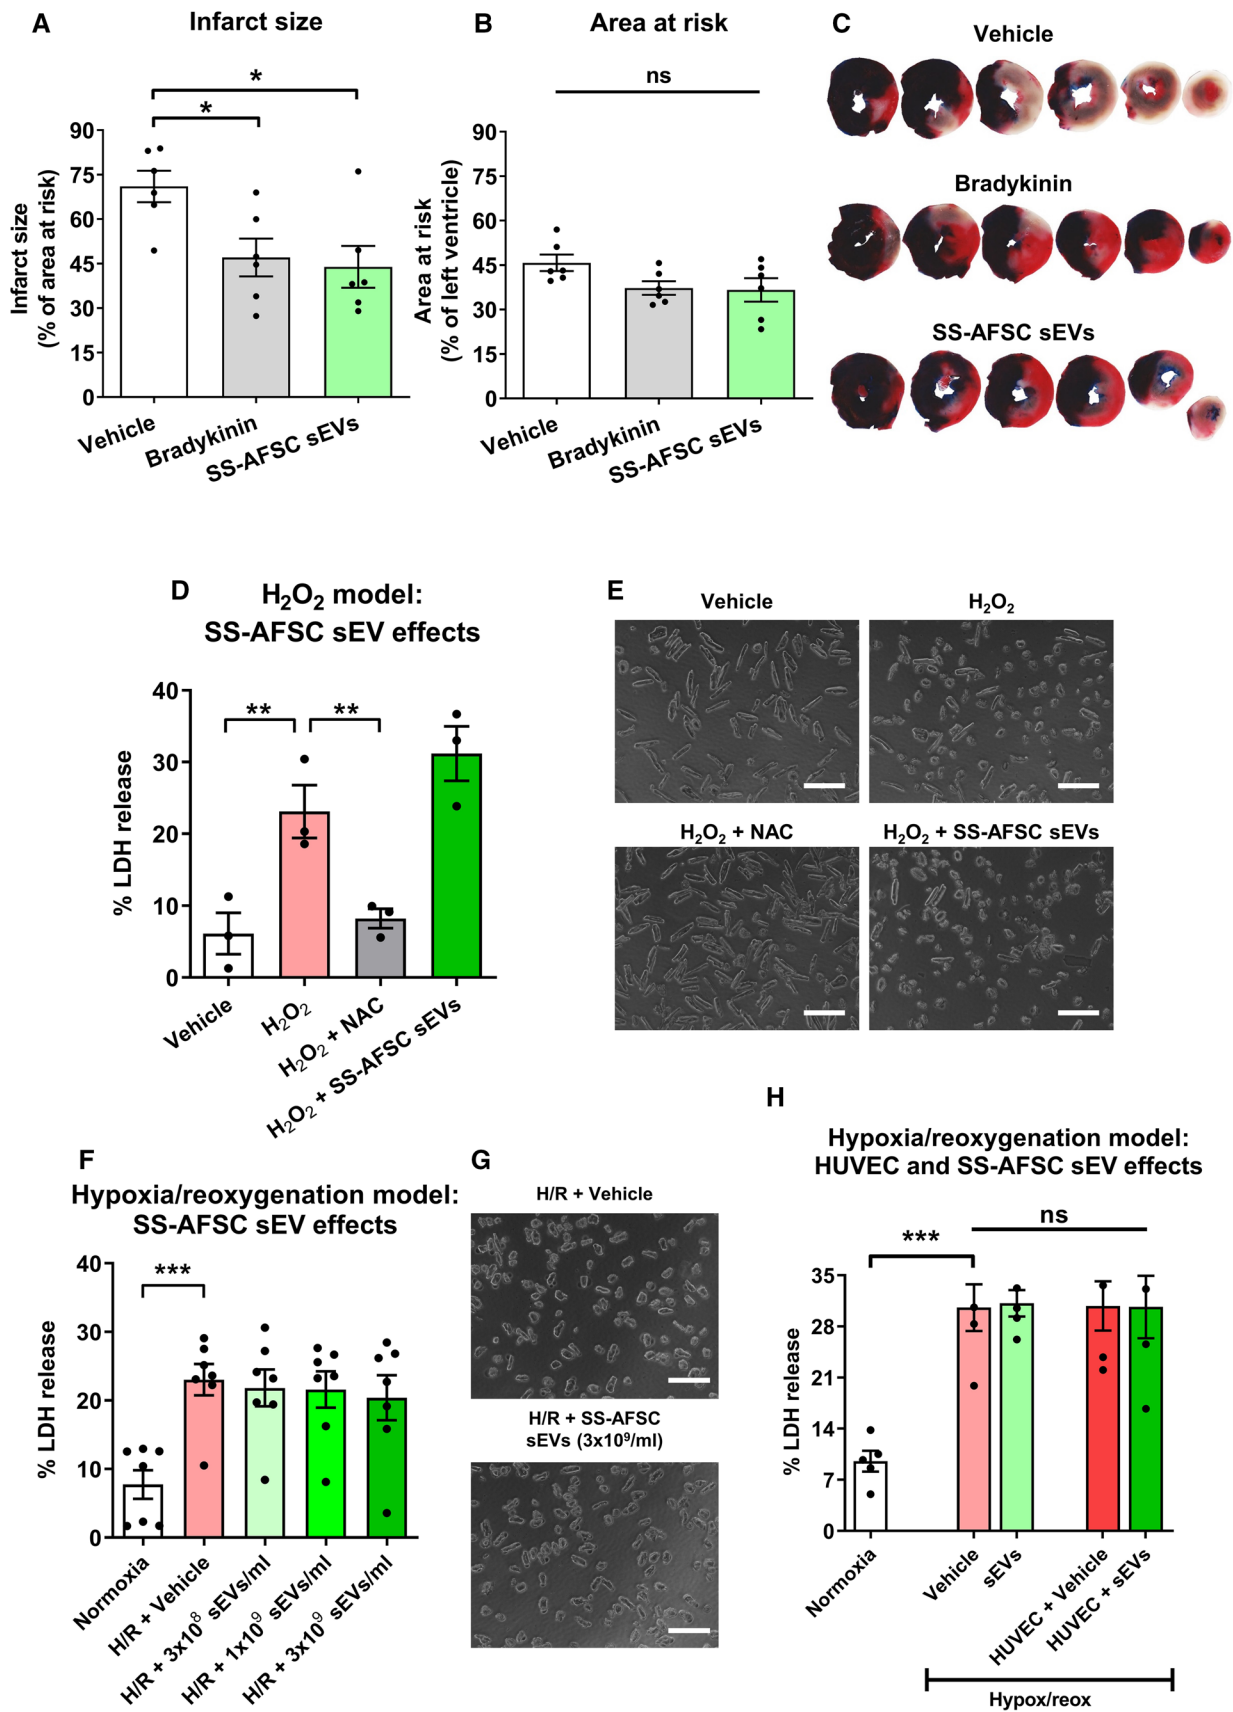 A
Infarct size
*
*
90
75
60
45
30
15
0
Infarct size
(% of area at risk)
Vehicle
Bradykinin
SS-AFSC sEVs
B
Area at risk
ns
90
75
60
45
30
15
0
Area at risk
(% of left ventricle)
Vehicle
Bradykinin
SS-AFSC sEVs
C
Vehicle
Bradykinin
SS-AFSC sEVs
D
H₂O₂ model:
SS-AFSC sEV effects
**
**
40
30
20
10
0
% LDH release
Vehicle
H₂O₂
H₂O₂ + NAC
H₂O₂ + SS-AFSC sEVs
E
Vehicle
H₂O₂
H₂O₂ + NAC
H₂O₂ + SS-AFSC sEVs
F
Hypoxia/reoxygenation model:
SS-AFSC sEV effects
***
40
30
20
10
0
% LDH release
Normoxia
H/R + Vehicle
H/R + 3x10⁸ sEVs/ml
H/R + 1x10⁹ sEVs/ml
H/R + 3x10⁹ sEVs/ml
G
H/R + Vehicle
H/R + SS-AFSC
sEVs (3x10⁹/ml)
H
Hypoxia/reoxygenation model:
HUVEC and SS-AFSC sEV effects
***
ns
35
28
21
14
7
0
% LDH release
Normoxia
Vehicle
sEVs
HUVEC + Vehicle
HUVEC + sEVs
Hypox/reox